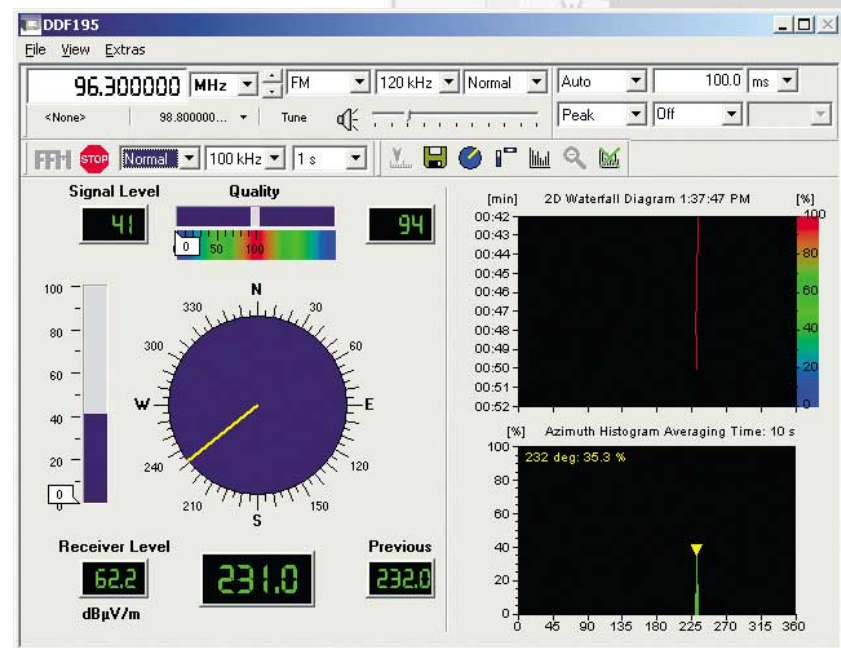 DDF195
File View Extras
96.300000 MHz FM 120 kHz Normal Auto 100.0 ms
<None> 98.800000... Tune Peak Off
FFM STOP Normal 100 kHz 1 s
Signal Level Quality
41 94
0 50 100
100
80
60
40
20
0
0
N
30
60
E
120
150
S
210
240
W
300
330
Receiver Level Previous
62.2 231.0 232.0
dBµV/m
[min] 2D Waterfall Diagram 1:37:47 PM [%]
00:42
00:43
00:44
00:45
00:46
00:47
00:48
00:49
00:50
00:51
00:52
100
80
60
40
20
0
[%] Azimuth Histogram Averaging Time: 10 s
232 deg: 35.3 %
100
80
60
40
20
0
0 45 90 135 180 225 270 315 360